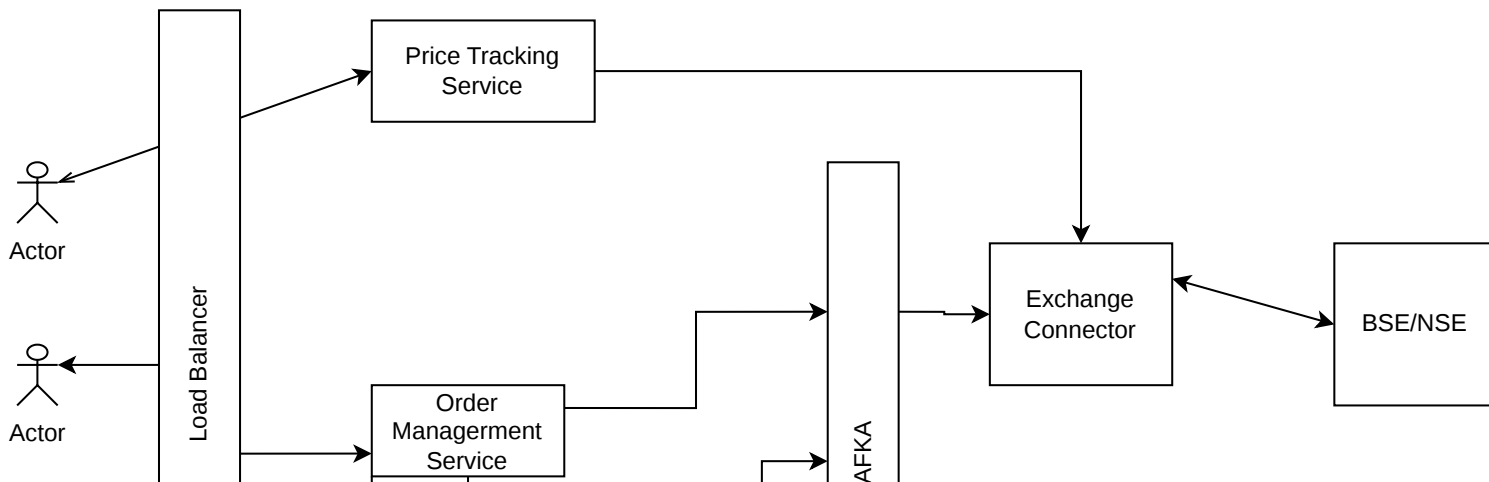 Price Tracking
Service
Actor
Exchange
Connector
BSE/NSE
Load Balancer
Actor
Order
Managerment
Service
AFKA